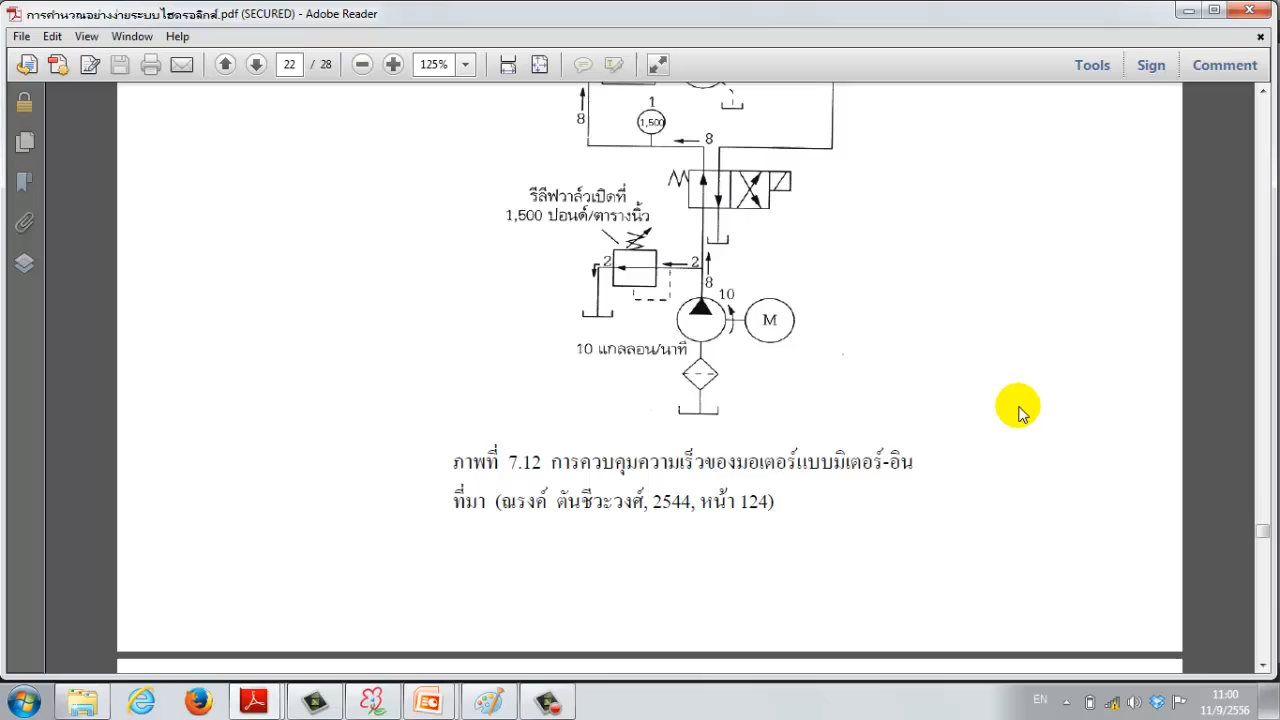 การคำนวณอย่างง่ายระบบไฮดรอลิกส์.pdf (SECURED) - Adobe Reader
File Edit View Window Help
22 / 28 125% Tools Sign Comment
1
8
1,500
8
รีลีฟวาล์วเปิดที่
1,500 ปอนด์/ตารางนิ้ว
2 2
8
10
M
10 แกลลอน/นาที
ภาพที่ 7.12 การควบคุมความเร็วของมอเตอร์แบบมิเตอร์-อิน
ที่มา (ณรงค์ ตันชีวะวงศ์, 2544, หน้า 124)
EN
11:00
11/9/2556